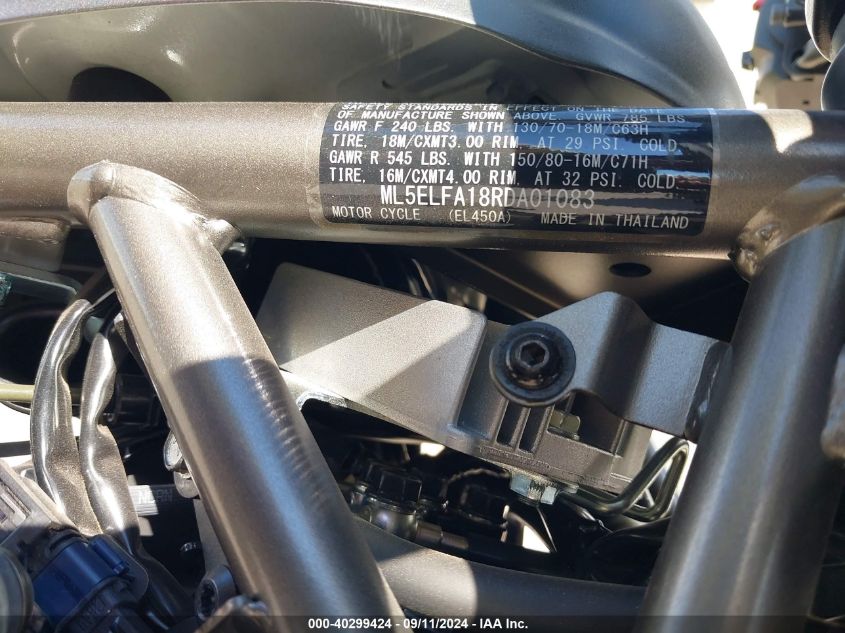 SAFETY STANDARDS IN EFFECT ON THE DATE
OF MANUFACTURE SHOWN ABOVE. GVWR 785 LBS
GAWR F 240 LBS. WITH 130/70-18M/C63H
TIRE, 18M/CXMT3.00 RIM, AT 29 PSI. COLD.
GAWR R 545 LBS. WITH 150/80-16M/C71H
TIRE, 16M/CXMT4.00 RIM, AT 32 PSI. COLD.
ML5ELFA18RDA01083
MOTOR CYCLE (EL450A) MADE IN THAILAND
000-40299424 - 09/11/2024 - IAAI.com.